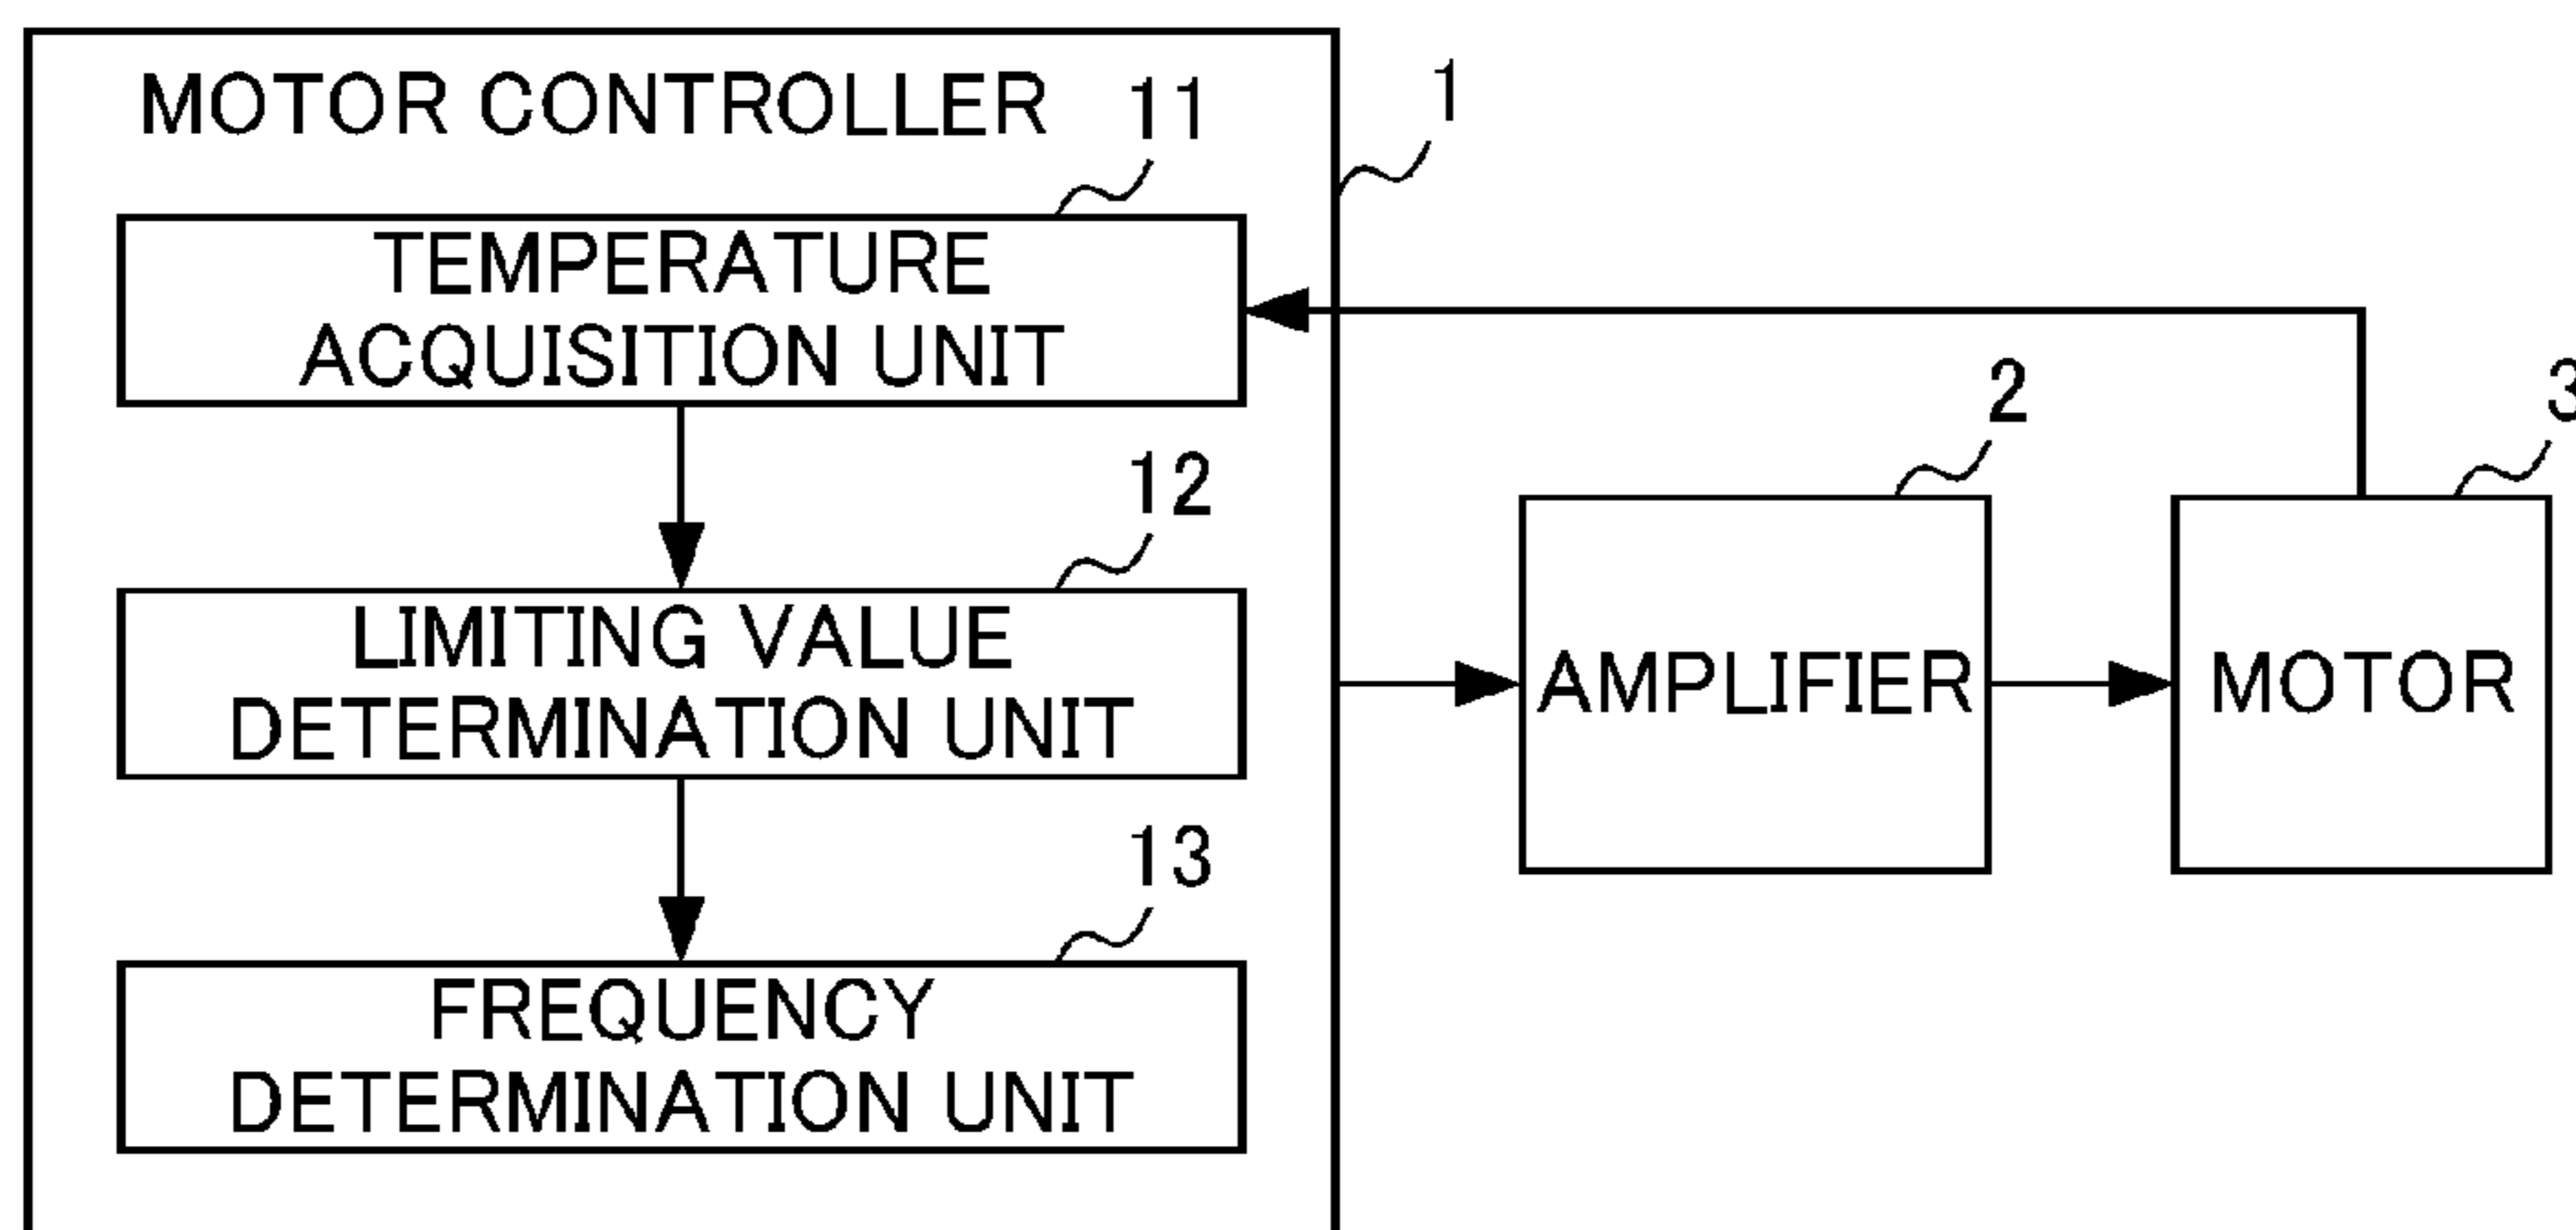 MOTOR CONTROLLER
11
1
TEMPERATURE
ACQUISITION UNIT
12
LIMITING VALUE
DETERMINATION UNIT
13
FREQUENCY
DETERMINATION UNIT
2
AMPLIFIER
3
MOTOR